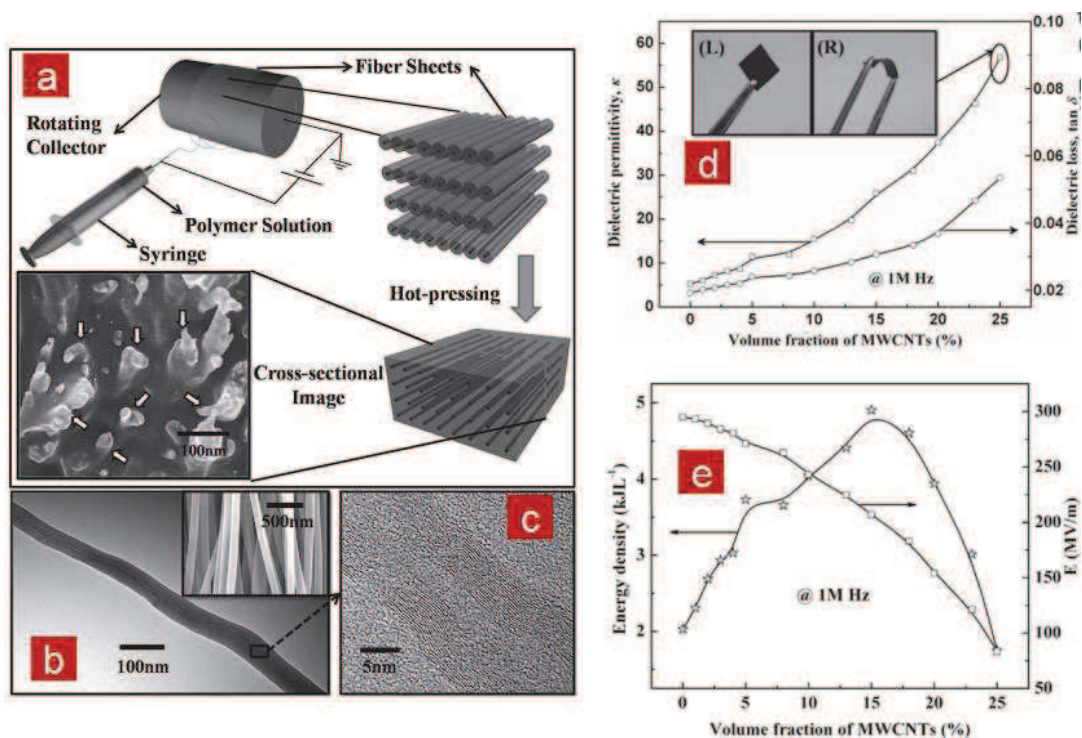 a
Fiber Sheets
Rotating
Collector
Polymer Solution
Syringe
Hot-pressing
Cross-sectional
Image
100nm
b
500nm
100nm
c
5nm
d
(L)
(R)
Dielectric permittivity, κ
60
50
40
30
20
10
0
Dielectric loss, tan δ
0.10
0.08
0.06
0.04
0.02
@ 1M Hz
0 5 10 15 20 25
Volume fraction of MWCNTs (%)
e
Energy density (kJL⁻¹)
5
4
3
2
E (MV/m)
300
250
200
150
100
50
@ 1M Hz
0 5 10 15 20 25
Volume fraction of MWCNTs (%)